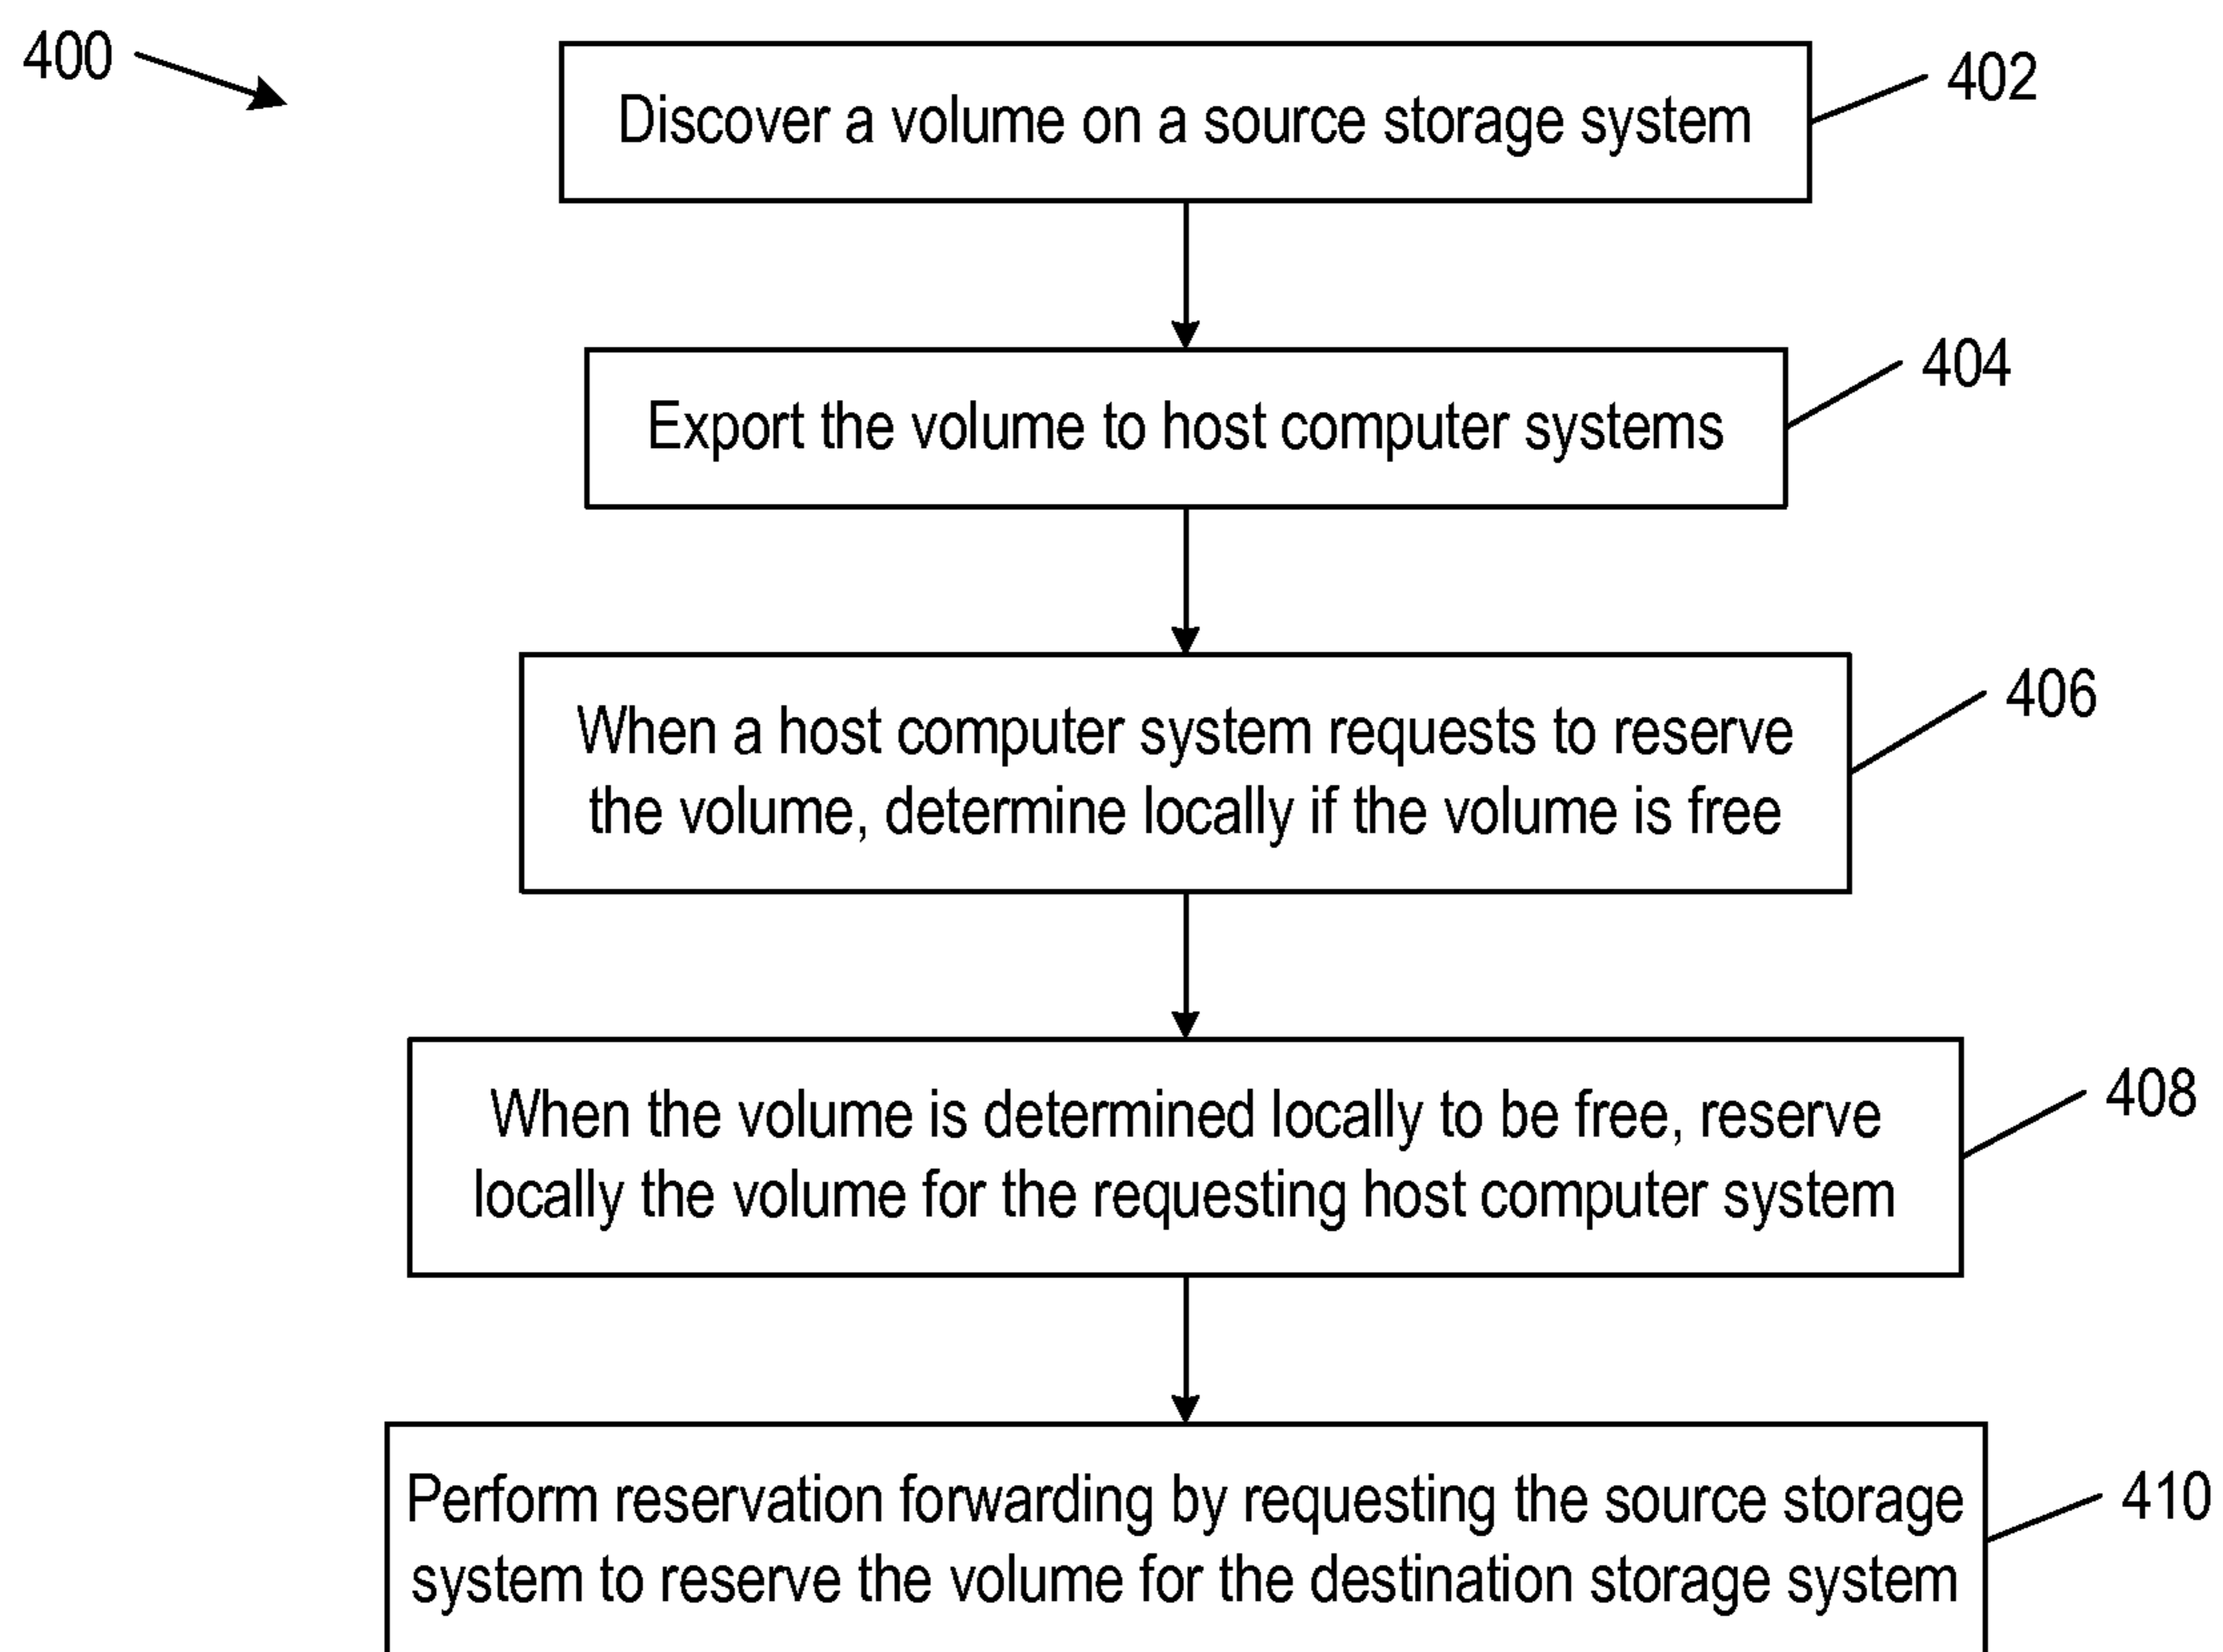 400
Discover a volume on a source storage system
402
Export the volume to host computer systems
404
When a host computer system requests to reserve
the volume, determine locally if the volume is free
406
When the volume is determined locally to be free, reserve
locally the volume for the requesting host computer system
408
Perform reservation forwarding by requesting the source storage
system to reserve the volume for the destination storage system
410